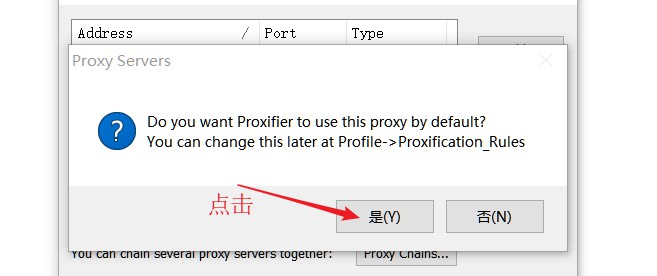 Address / Port Type
Proxy Servers
Do you want Proxifier to use this proxy by default?
You can change this later at Profile->Proxification_Rules
点击
是(Y) 否(N)
You can chain several proxy servers together: Proxy Chains...